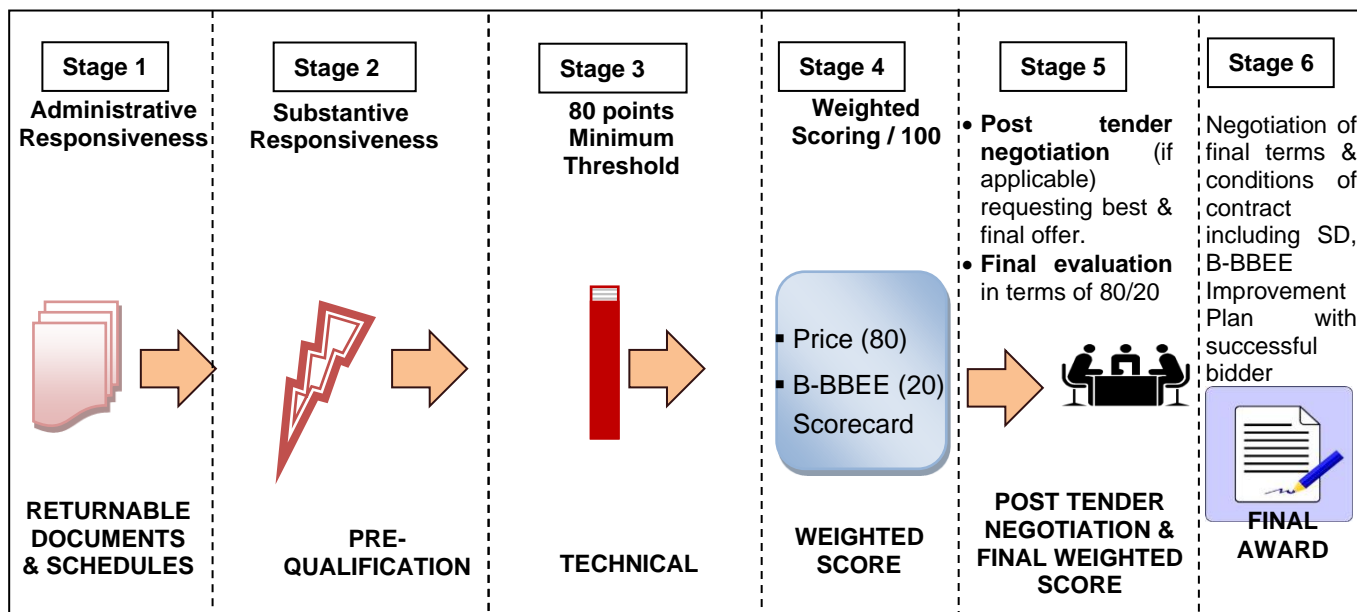 Stage 1
Administrative
Responsiveness
RETURNABLE
DOCUMENTS
& SCHEDULES
Stage 2
Substantive
Responsiveness
PRE-
QUALIFICATION
Stage 3
80 points
Minimum
Threshold
TECHNICAL
Stage 4
Weighted
Scoring / 100
▪ Price (80)
▪ B-BBEE (20)
Scorecard
WEIGHTED
SCORE
Stage 5
• Post tender
negotiation (if
applicable)
requesting best &
final offer.
• Final evaluation
in terms of 80/20
POST TENDER
NEGOTIATION &
FINAL WEIGHTED
SCORE
Stage 6
Negotiation of
final terms &
conditions of
contract
including SD,
B-BBEE
Improvement
Plan with
successful
bidder
FINAL
AWARD